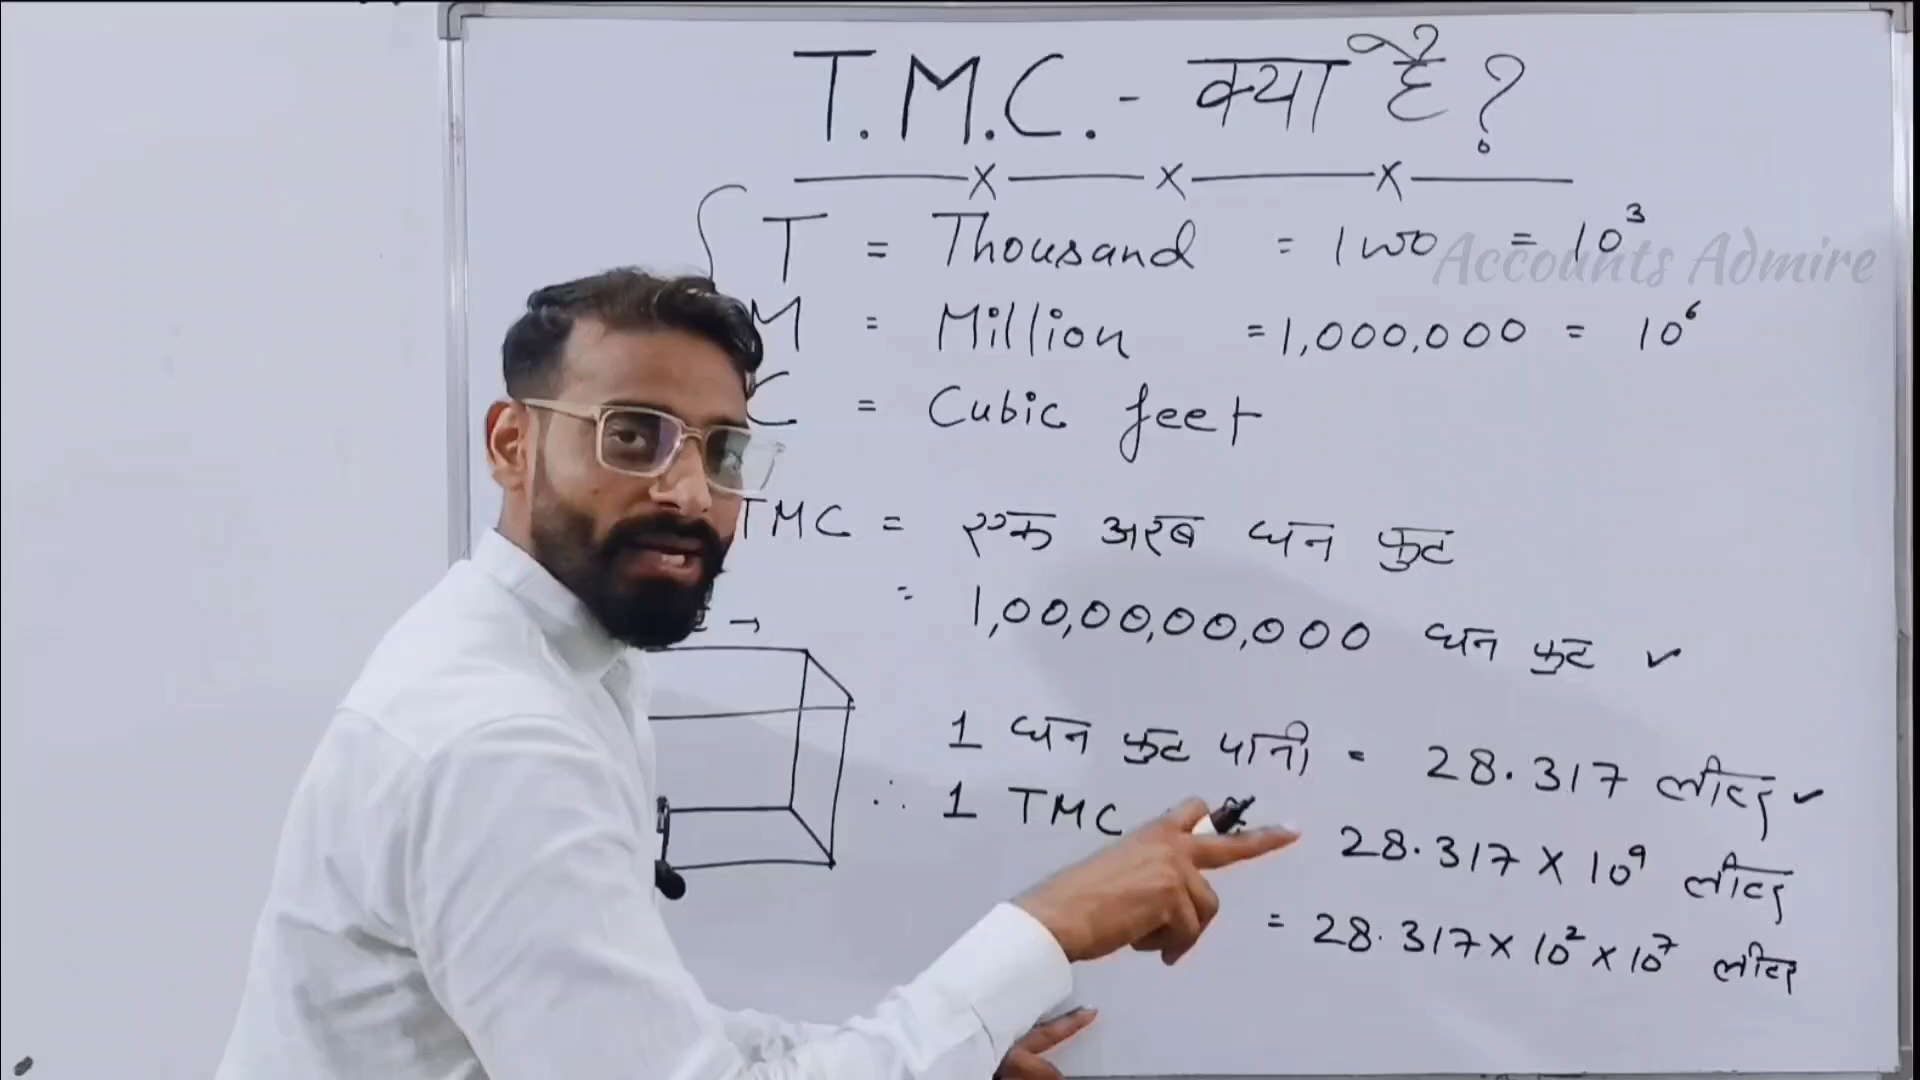 T.M.C. - क्या है ?
T = Thousand = 1000 = 10³
Accounts Admire
M = Million = 1,000,000 = 10⁶
C = Cubic feet
TMC = एक अरब घन फुट
= 1,00,00,00,000 घन फुट ✓
1 घन फुट पानी = 28.317 लीटर ✓
∴ 1 TMC 28.317 X 10⁹ लीटर
= 28.317 X 10² X 10⁷ लीटर